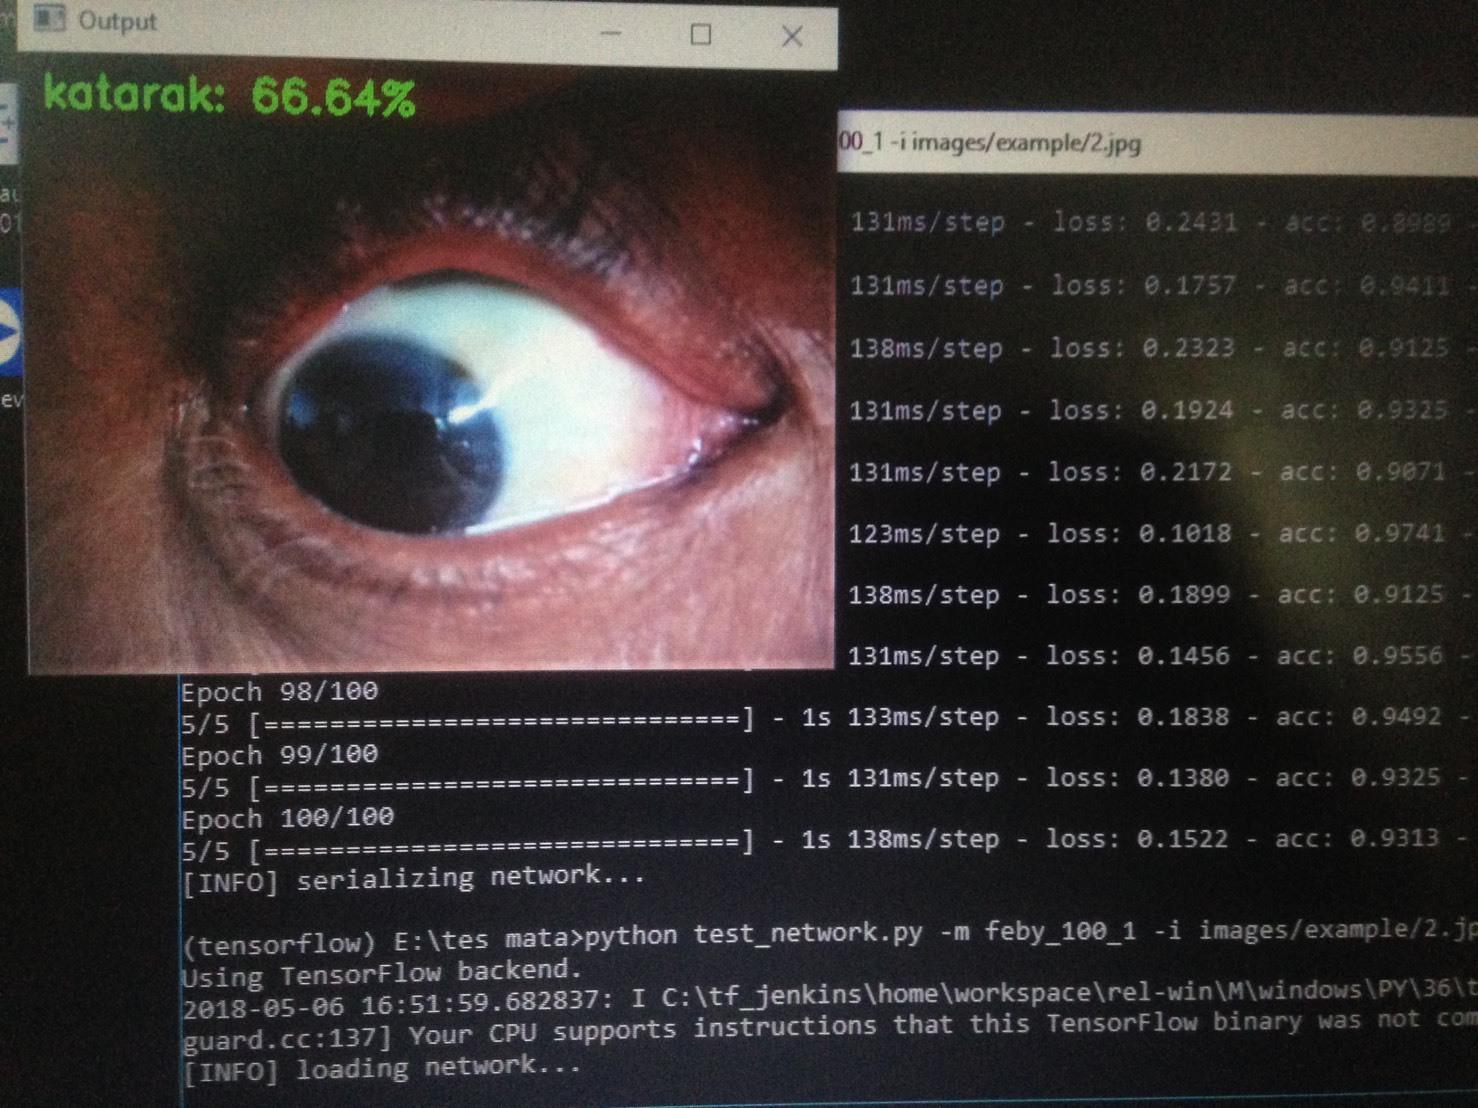 Output
katarak: 66.64%
00_1 -i images/example/2.jpg
131ms/step - loss: 0.2431 - acc: 0.8989 -
131ms/step - loss: 0.1757 - acc: 0.9411 -
138ms/step - loss: 0.2323 - acc: 0.9125 -
131ms/step - loss: 0.1924 - acc: 0.9325 -
131ms/step - loss: 0.2172 - acc: 0.9071 -
123ms/step - loss: 0.1018 - acc: 0.9741 -
138ms/step - loss: 0.1899 - acc: 0.9125 -
131ms/step - loss: 0.1456 - acc: 0.9556 -
Epoch 98/100
5/5 [==============================] - 1s 133ms/step - loss: 0.1838 - acc: 0.9492 -
Epoch 99/100
5/5 [==============================] - 1s 131ms/step - loss: 0.1380 - acc: 0.9325 -
Epoch 100/100
5/5 [==============================] - 1s 138ms/step - loss: 0.1522 - acc: 0.9313 -
[INFO] serializing network...
(tensorflow) E:\tes mata>python test_network.py -m feby_100_1 -i images/example/2.jp
Using TensorFlow backend.
2018-05-06 16:51:59.682837: I C:\tf_jenkins\home\workspace\rel-win\M\windows\PY\36\t
guard.cc:137] Your CPU supports instructions that this TensorFlow binary was not com
[INFO] loading network...